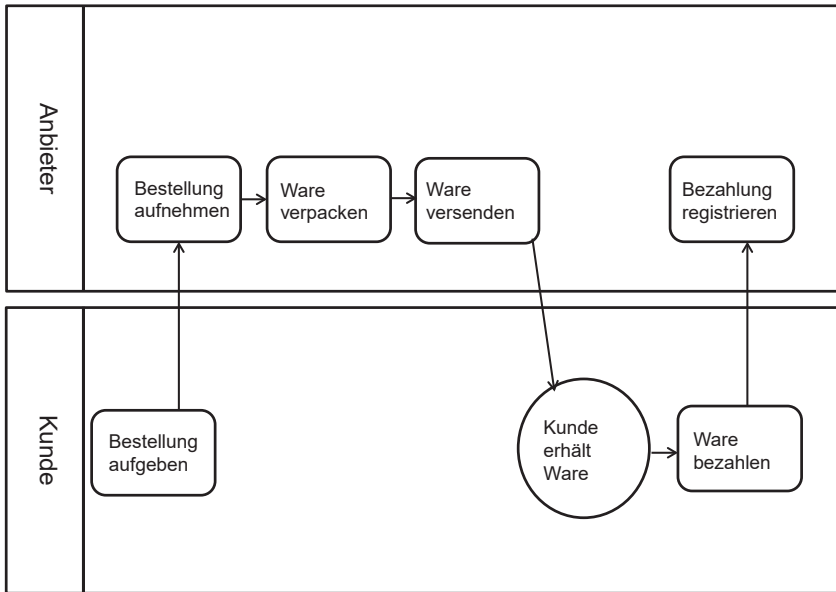 Anbieter
Bestellung
aufnehmen
Ware
verpacken
Ware
versenden
Bezahlung
registrieren
Kunde
Bestellung
aufgeben
Kunde
erhält
Ware
Ware
bezahlen